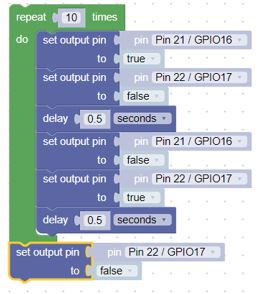 repeat 10 times
do set output pin pin Pin 21 / GPIO16
to true
set output pin pin Pin 22 / GPIO17
to false
delay 0.5 seconds
set output pin pin Pin 21 / GPIO16
to false
set output pin pin Pin 22 / GPIO17
to true
delay 0.5 seconds
set output pin pin Pin 22 / GPIO17
to false